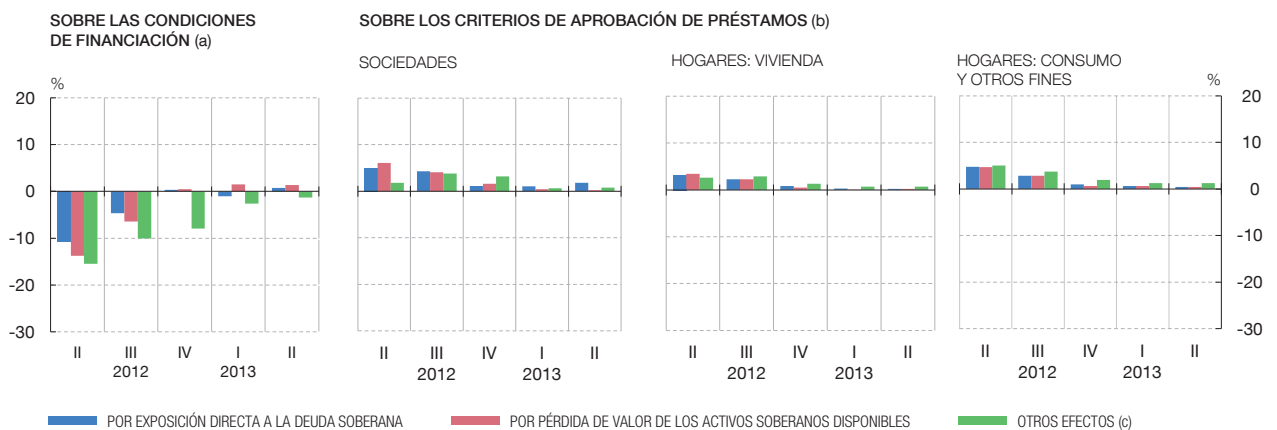 SOBRE LAS CONDICIONES
DE FINANCIACIÓN (a)
SOBRE LOS CRITERIOS DE APROBACIÓN DE PRÉSTAMOS (b)
SOCIEDADES
HOGARES: VIVIENDA
HOGARES: CONSUMO
Y OTROS FINES
%
%
20
10
0
-10
-20
-30
20
10
0
-10
-20
-30
II III IV I II
2012 2013
II III IV I II
2012 2013
II III IV I II
2012 2013
II III IV I II
2012 2013
POR EXPOSICIÓN DIRECTA A LA DEUDA SOBERANA
POR PÉRDIDA DE VALOR DE LOS ACTIVOS SOBERANOS DISPONIBLES
OTROS EFECTOS (c)